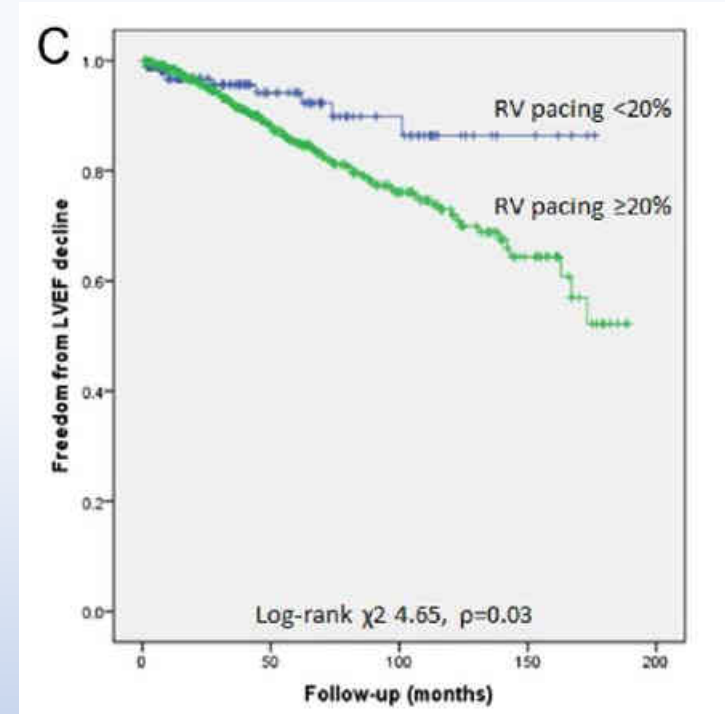 C
1.0
RV pacing <20%
0.8
RV pacing ≥20%
0.6
0.4
0.2
0.0
Freedom from LVEF decline
Log-rank χ2 4.65, ρ=0.03
0 50 100 150 200
Follow-up (months)